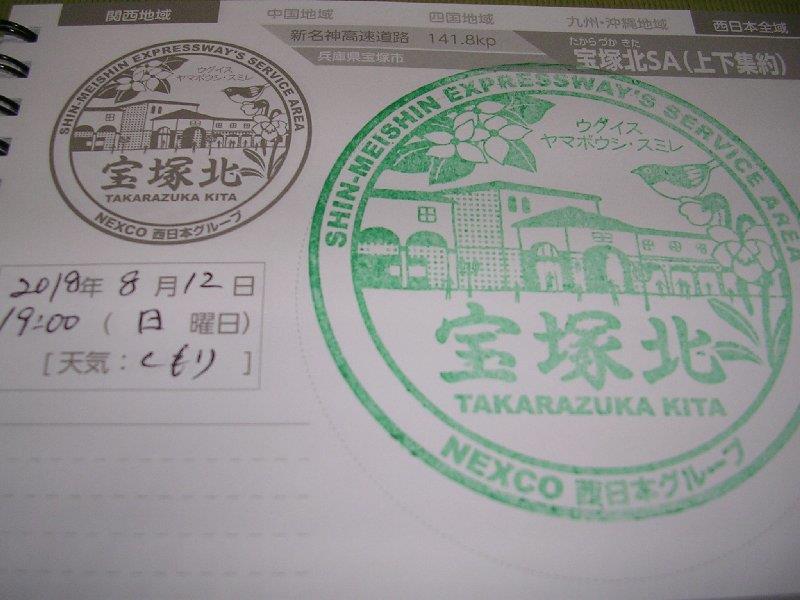 関西地域 中国地域 四国地域 九州・沖縄地域 西日本全域
新名神高速道路 141.8kp
兵庫県宝塚市
たからづか きた
宝塚北SA(上下集約)
SHIN-MEISHIN EXPRESSWAY'S SERVICE AREA
ウグイス
ヤマボウシ・スミレ
宝塚北
TAKARAZUKA KITA
NEXCO 西日本グループ
SHIN-MEISHIN EXPRESSWAY'S SERVICE AREA
ウグイス
ヤマボウシ・スミレ
宝塚北
TAKARAZUKA KITA
NEXCO 西日本グループ
2018年 8月12日
19:00 (日 曜日)
[天気:くもり ]